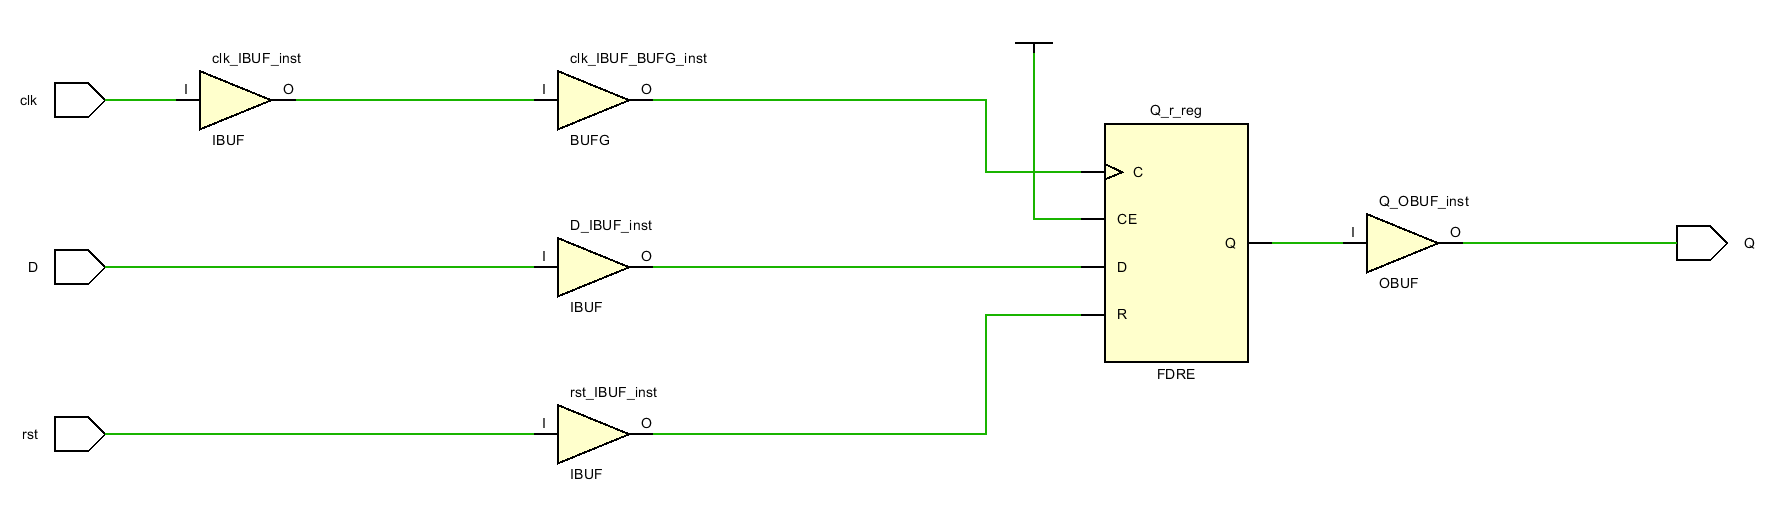 clk
I
clk_IBUF_inst
O
IBUF
I
clk_IBUF_BUFG_inst
O
BUFG
D
I
D_IBUF_inst
O
IBUF
rst
I
rst_IBUF_inst
O
IBUF
Q_r_reg
C
CE
D
R
Q
FDRE
I
Q_OBUF_inst
O
OBUF
Q